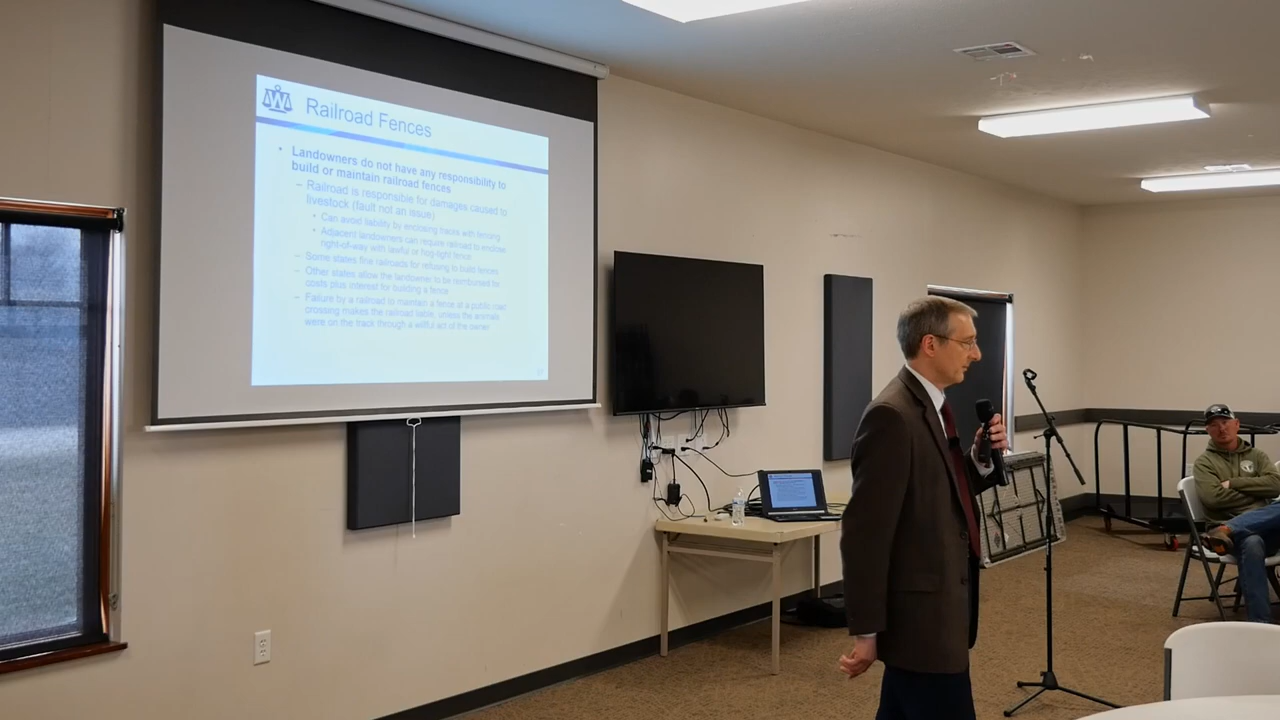 W
Railroad Fences
• Landowners do not have any responsibility to
build or maintain railroad fences
– Railroad is responsible for damages caused to
livestock (fault not an issue)
• Can avoid liability by enclosing tracks with fencing
• Adjacent landowners can require railroad to enclose
right-of-way with lawful or hog-tight fence
– Some states fine railroads for refusing to build fences
– Other states allow the landowner to be reimbursed for
costs plus interest for building a fence
– Failure by a railroad to maintain a fence at a public road
crossing makes the railroad liable, unless the animals
were on the track through a willful act of the owner